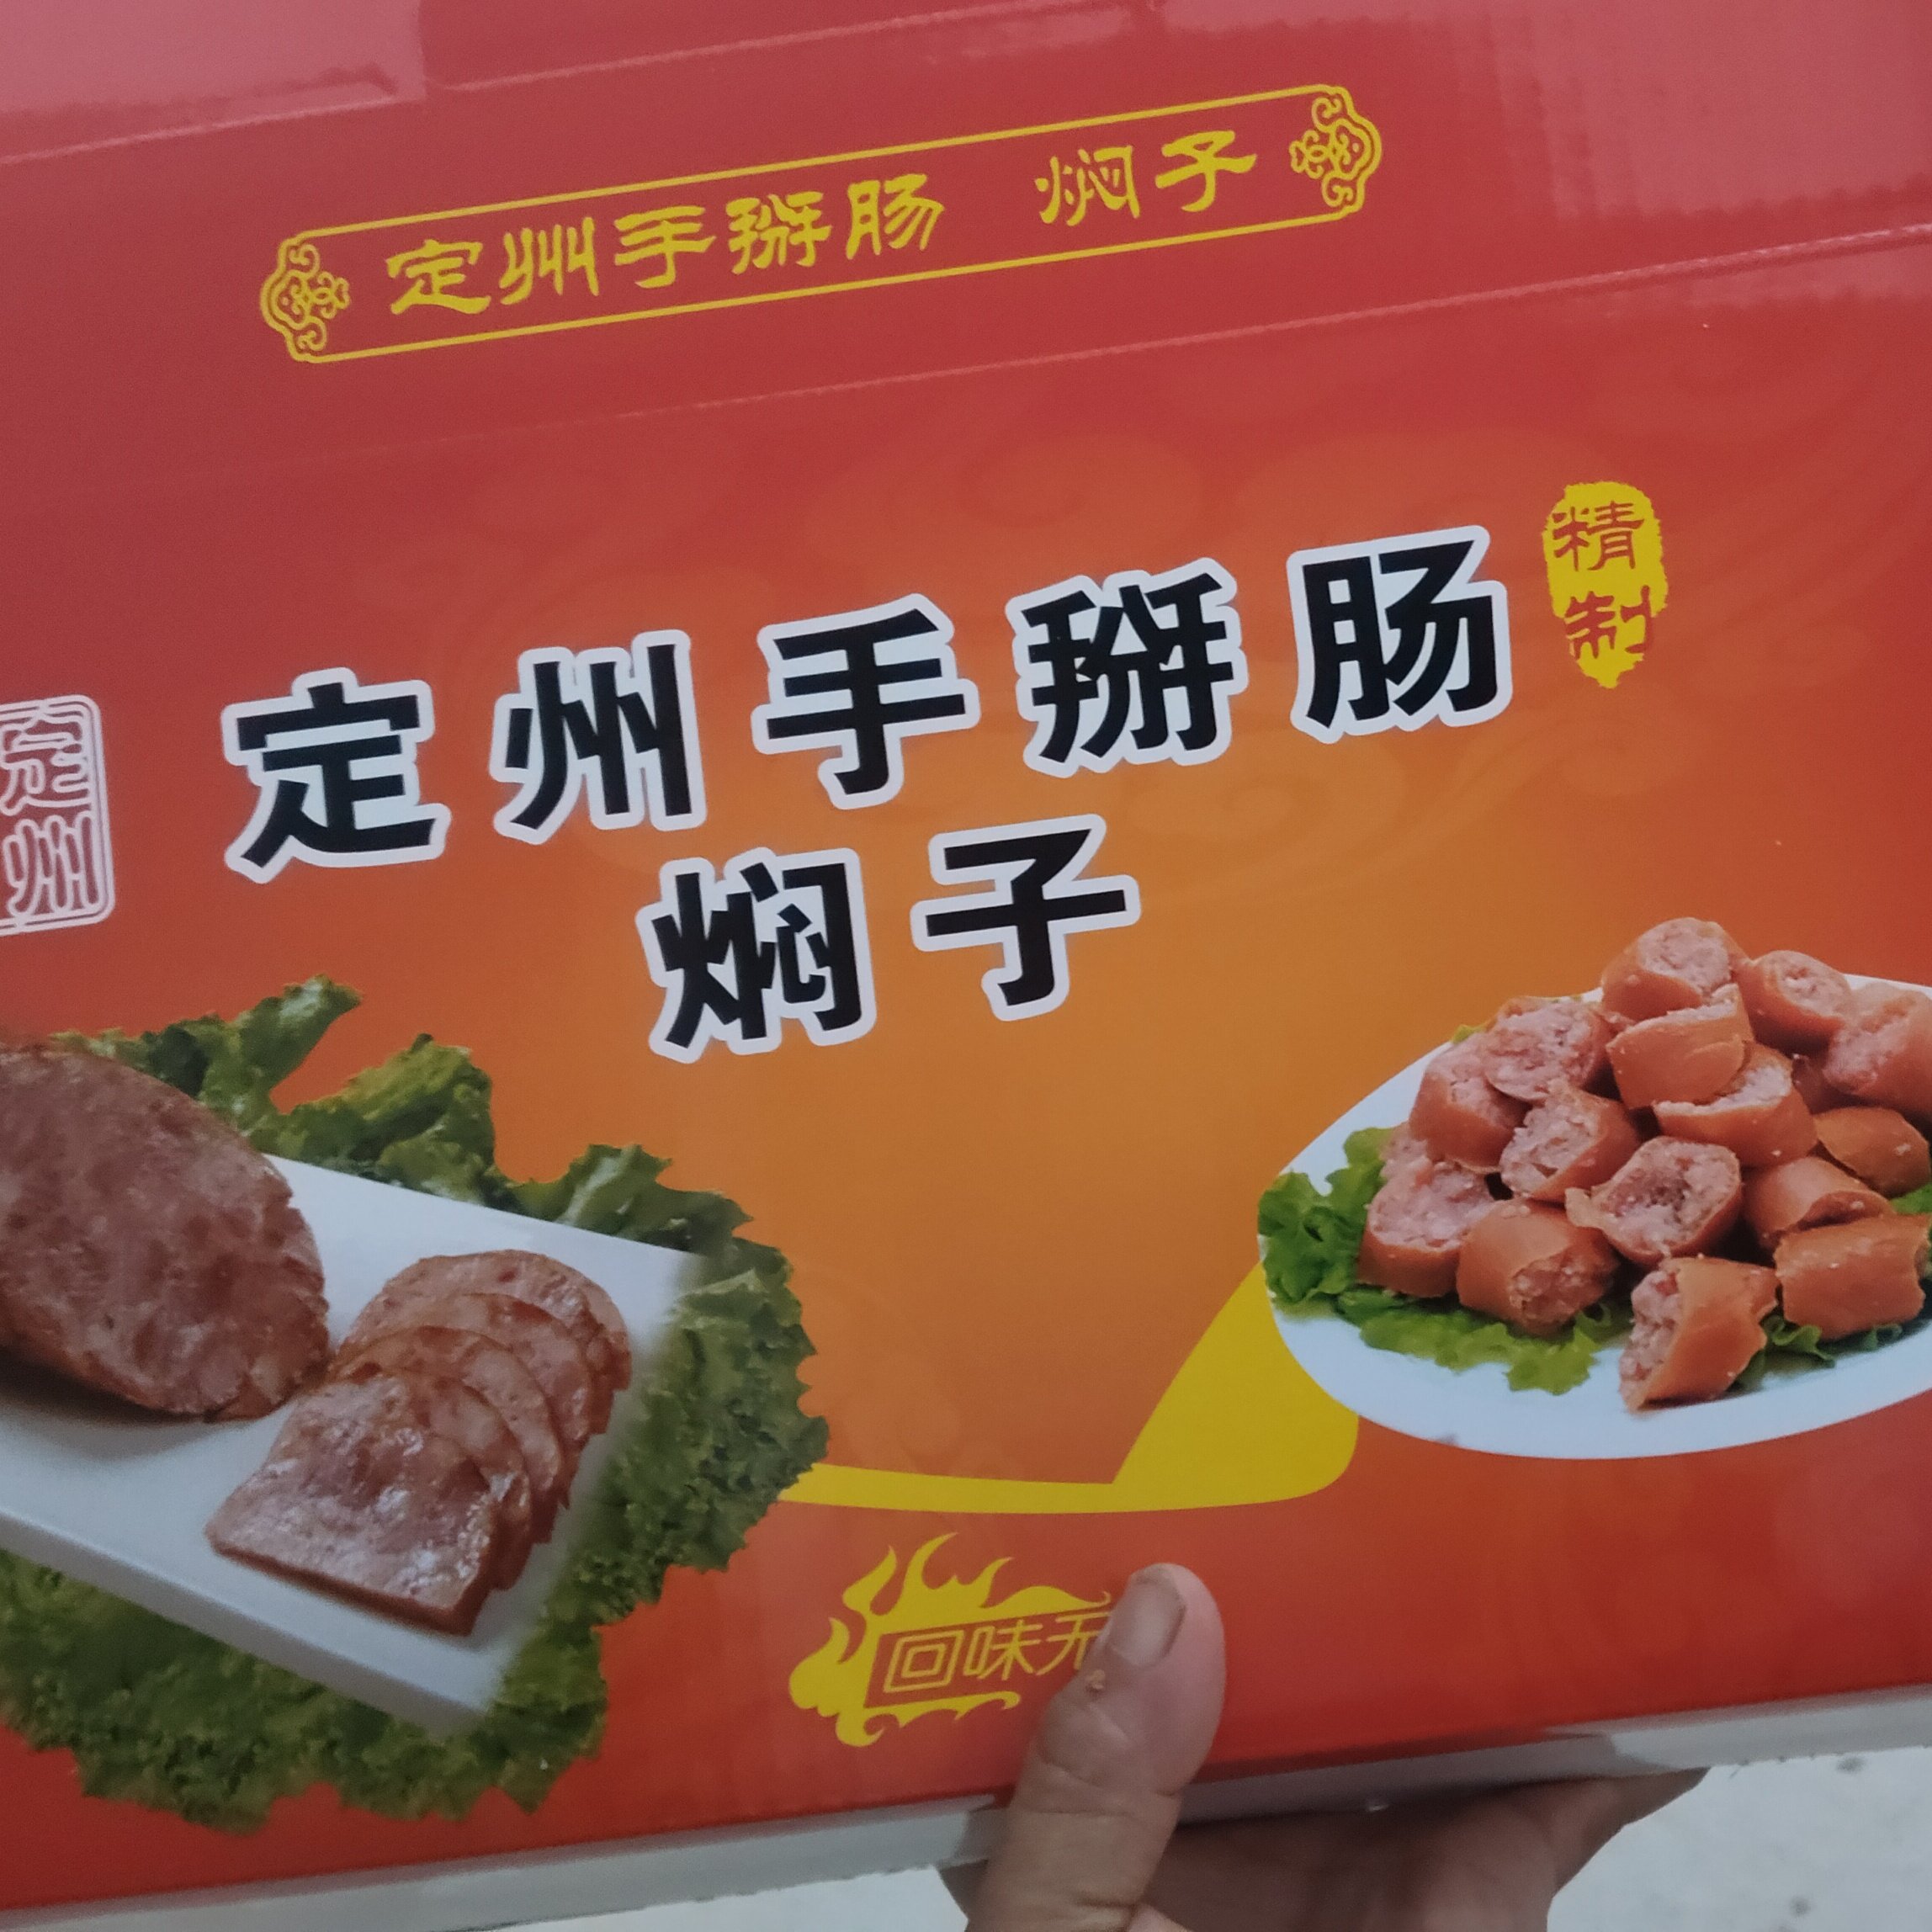 定州手掰肠 焖子
定州
定州手掰肠
精制
焖子
回味无